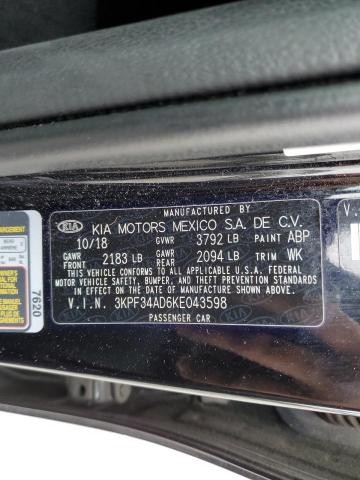 MANUFACTURED BY
KIA KIA MOTORS MEXICO S.A. DE C.V.
10/18 GVWR 3792 LB PAINT ABP
GAWR FRONT 2183 LB GAWR REAR 2094 LB TRIM WK
THIS VEHICLE CONFORMS TO ALL APPLICABLE U.S.A. FEDERAL
MOTOR VEHICLE SAFETY, BUMPER, AND THEFT PREVENTION
STANDARDS IN EFFECT ON THE DATE OF MANUFACTURE SHOWN ABOVE.
V.I.N. 3KPF34AD6KE043598
PASSENGER CAR
7620
V.